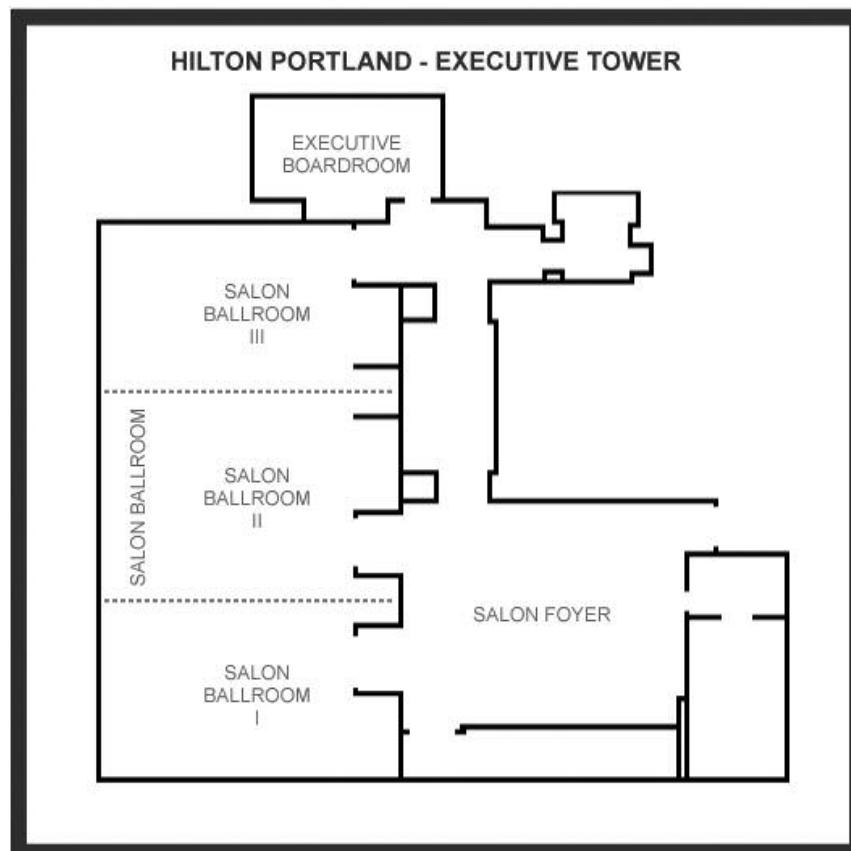 HILTON PORTLAND - EXECUTIVE TOWER
EXECUTIVE
BOARDROOM
SALON
BALLROOM
III
SALON BALLROOM
SALON
BALLROOM
II
SALON FOYER
SALON
BALLROOM
I